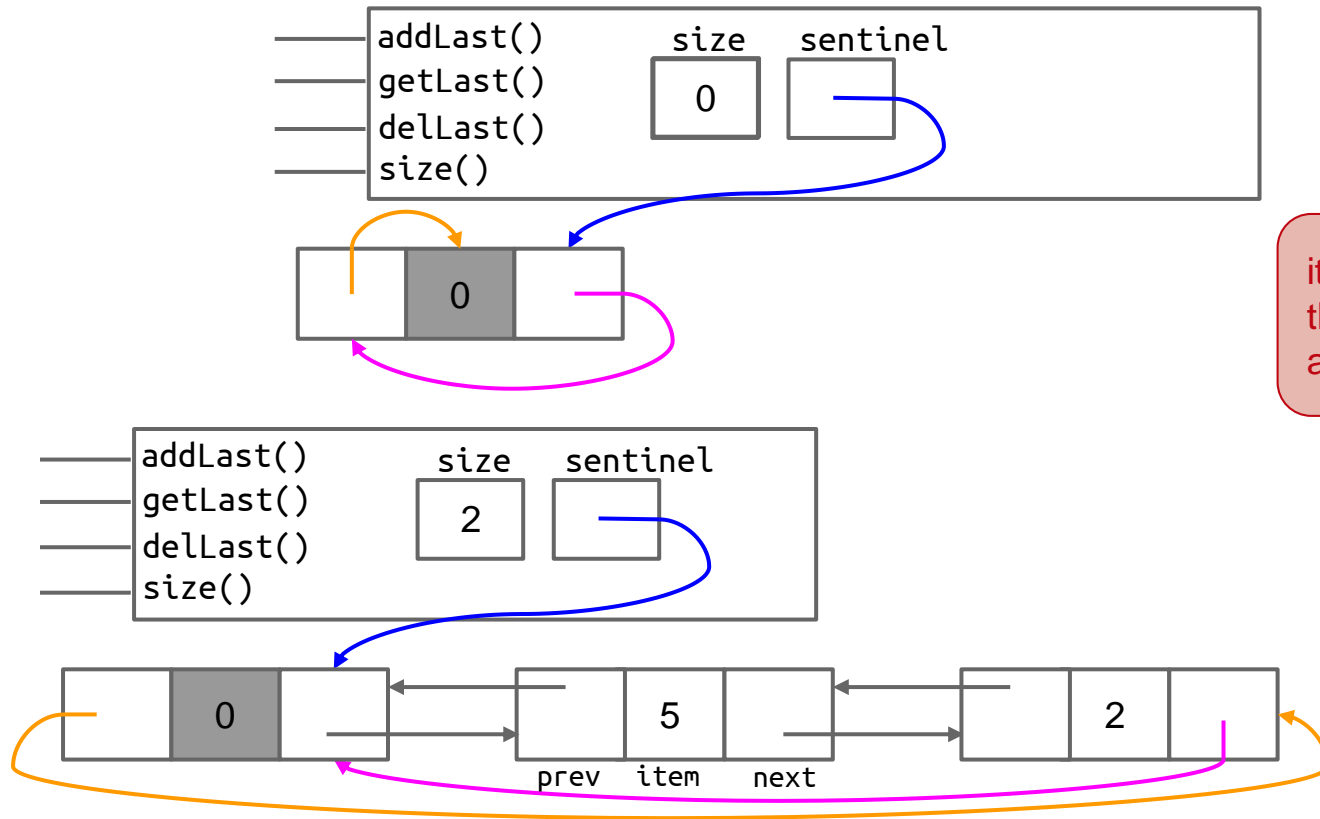 addLast()
getLast()
delLast()
size()
size sentinel
0
0
addLast()
getLast()
delLast()
size()
size sentinel
2
0
5
2
prev item next